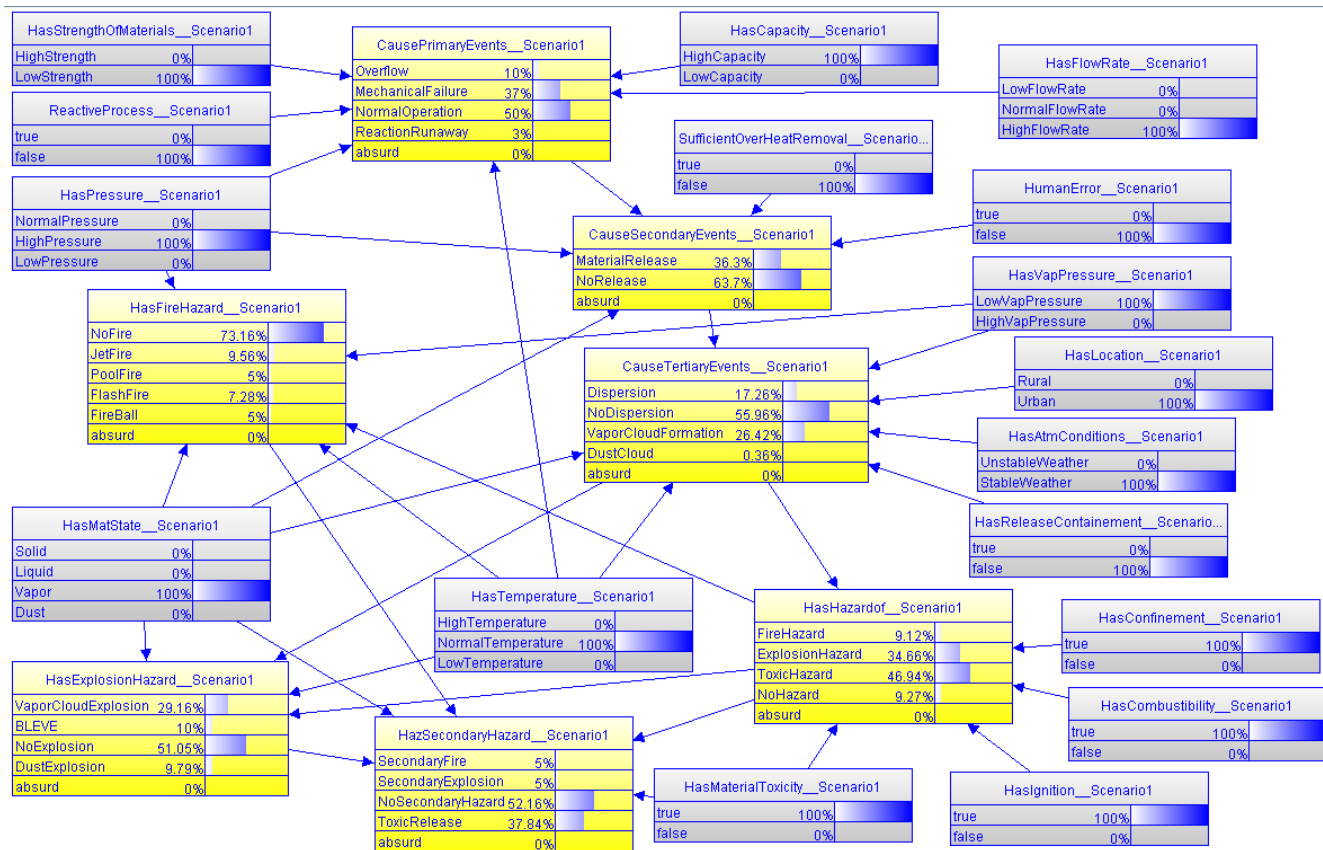 HasStrengthOfMaterials__Scenario1
HighStrength 0%
LowStrength 100%
CausePrimaryEvents__Scenario1
Overflow 10%
MechanicalFailure 37%
NormalOperation 50%
ReactionRunaway 3%
absurd 0%
HasCapacity__Scenario1
HighCapacity 100%
LowCapacity 0%
HasFlowRate__Scenario1
LowFlowRate 0%
NormalFlowRate 0%
HighFlowRate 100%
ReactiveProcess__Scenario1
true 0%
false 100%
SufficientOverHeatRemoval__Scenario...
true 0%
false 100%
HasPressure__Scenario1
NormalPressure 0%
HighPressure 100%
LowPressure 0%
HumanError__Scenario1
true 0%
false 100%
CauseSecondaryEvents__Scenario1
MaterialRelease 36.3%
NoRelease 63.7%
absurd 0%
HasVapPressure__Scenario1
LowVapPressure 100%
HighVapPressure 0%
HasFireHazard__Scenario1
NoFire 73.16%
JetFire 9.56%
PoolFire 5%
FlashFire 7.28%
FireBall 5%
absurd 0%
CauseTertiaryEvents__Scenario1
Dispersion 17.26%
NoDispersion 55.96%
VaporCloudFormation 26.42%
DustCloud 0.36%
absurd 0%
HasLocation__Scenario1
Rural 0%
Urban 100%
HasAtmConditions__Scenario1
UnstableWeather 0%
StableWeather 100%
HasMatState__Scenario1
Solid 0%
Liquid 0%
Vapor 100%
Dust 0%
HasReleaseContainement__Scenario...
true 0%
false 100%
HasTemperature__Scenario1
HighTemperature 0%
NormalTemperature 100%
LowTemperature 0%
HasHazardof__Scenario1
FireHazard 9.12%
ExplosionHazard 34.66%
ToxicHazard 46.94%
NoHazard 9.27%
absurd 0%
HasConfinement__Scenario1
true 100%
false 0%
HasExplosionHazard__Scenario1
VaporCloudExplosion 29.16%
BLEVE 10%
NoExplosion 51.05%
DustExplosion 9.79%
absurd 0%
HasCombustibility__Scenario1
true 100%
false 0%
HazSecondaryHazard__Scenario1
SecondaryFire 5%
SecondaryExplosion 5%
NoSecondaryHazard 52.16%
ToxicRelease 37.84%
absurd 0%
HasMaterialToxicity__Scenario1
true 100%
false 0%
HasIgnition__Scenario1
true 100%
false 0%